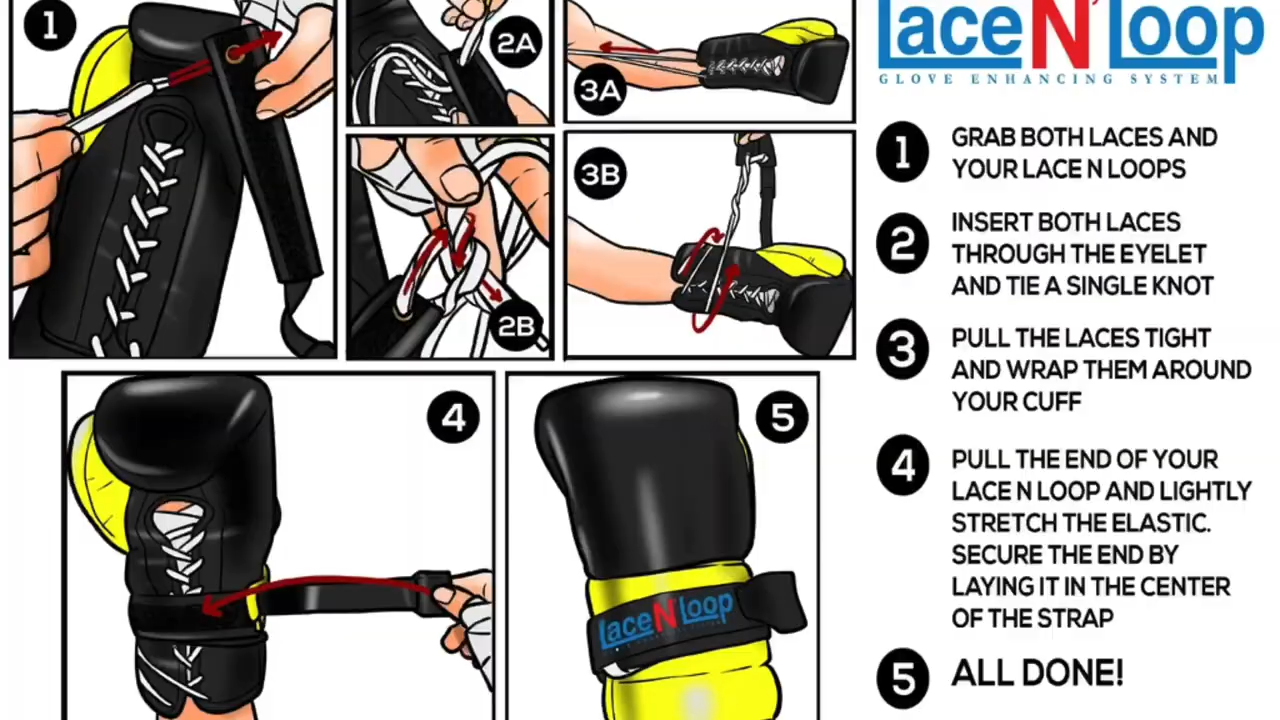 1
2A
2B
3A
3B
4
5
Lace N Loop
Lace N' Loop
GLOVE ENHANCING SYSTEM
1
GRAB BOTH LACES AND
YOUR LACE N LOOPS
2
INSERT BOTH LACES
THROUGH THE EYELET
AND TIE A SINGLE KNOT
3
PULL THE LACES TIGHT
AND WRAP THEM AROUND
YOUR CUFF
4
PULL THE END OF YOUR
LACE N LOOP AND LIGHTLY
STRETCH THE ELASTIC.
SECURE THE END BY
LAYING IT IN THE CENTER
OF THE STRAP
5
ALL DONE!